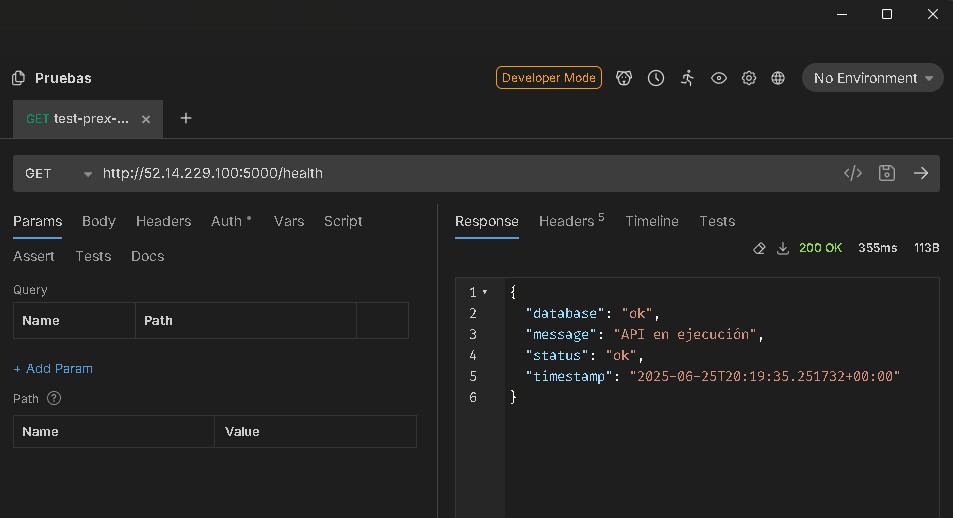 Pruebas
Developer Mode
No Environment
GET test-prex-...
GET
http://52.14.229.100:5000/health
Params Body Headers Auth Vars Script
Assert Tests Docs
Query
Name Path
+ Add Param
Path ?
Name Value
Response Headers 5 Timeline Tests
200 OK 355ms 113B
1 {
2 "database": "ok",
3 "message": "API en ejecución",
4 "status": "ok",
5 "timestamp": "2025-06-25T20:19:35.251732+00:00"
6 }